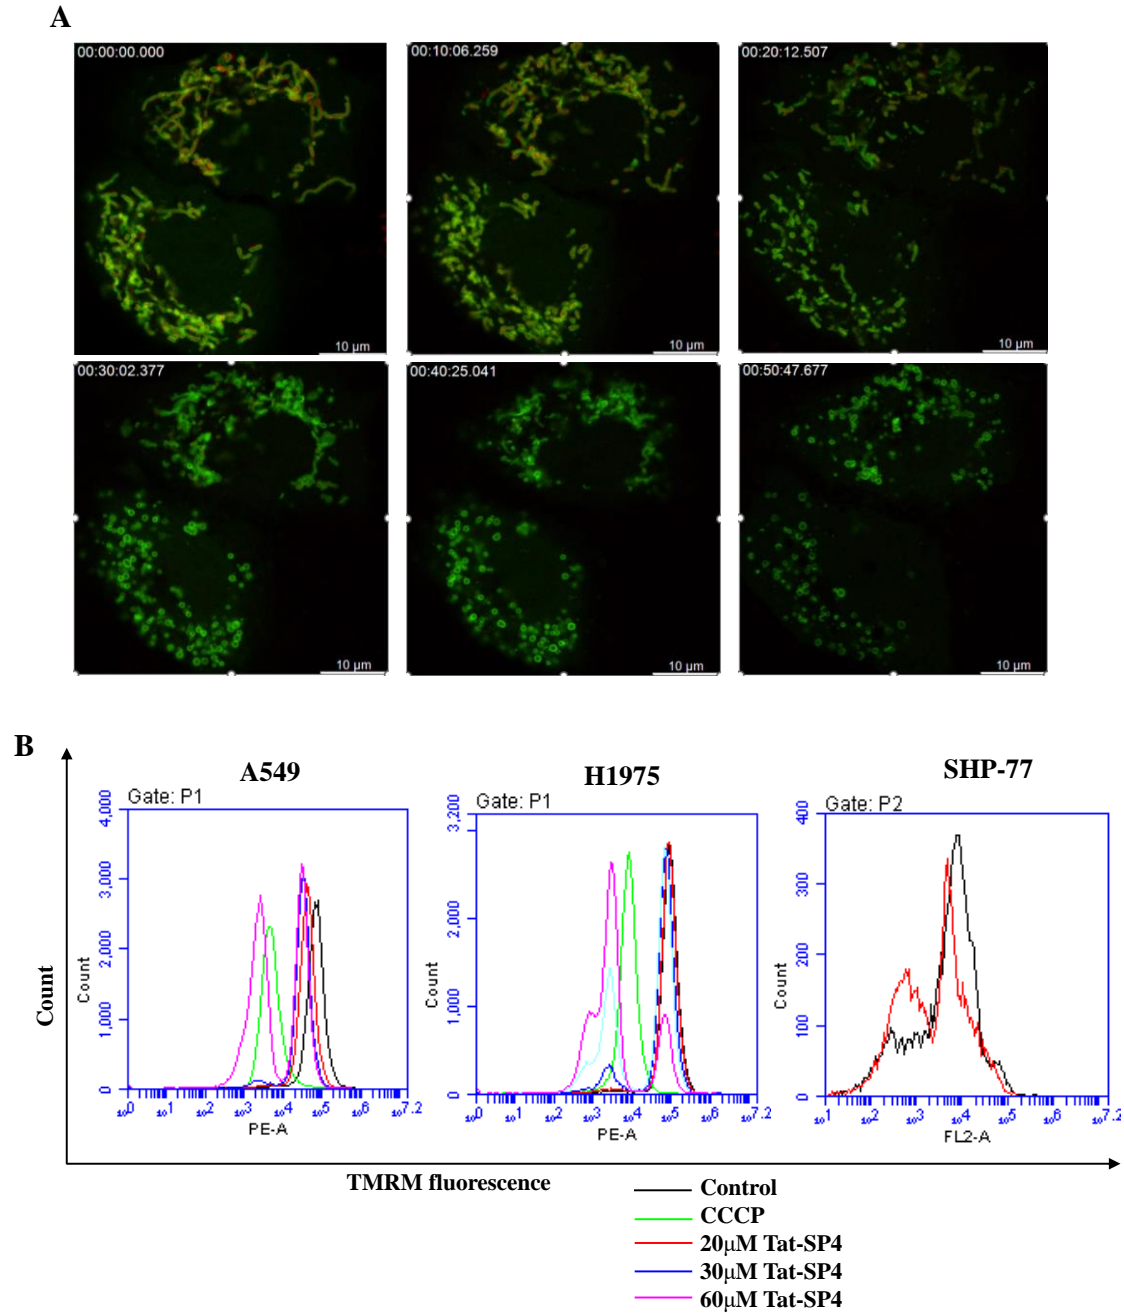 A
00:00:00.000
00:10:06.259
00:20:12.507
10 µm
10 µm
10 µm
00:30:02.377
00:40:25.041
00:50:47.677
10 µm
10 µm
10 µm
B
A549
H1975
SHP-77
Gate: P1
Gate: P1
Gate: P2
Count
Count
4,000
3,000
2,000
1,000
0
10^0 10^1 10^2 10^3 10^4 10^5 10^6 10^7.2
PE-A
Count
3,200
2,000
1,000
0
10^0 10^1 10^2 10^3 10^4 10^5 10^6 10^7.2
PE-A
Count
400
300
200
100
0
10^1 10^2 10^3 10^4 10^5 10^6 10^7.2
FL2-A
TMRM fluorescence
Control
CCCP
20µM Tat-SP4
30µM Tat-SP4
60µM Tat-SP4